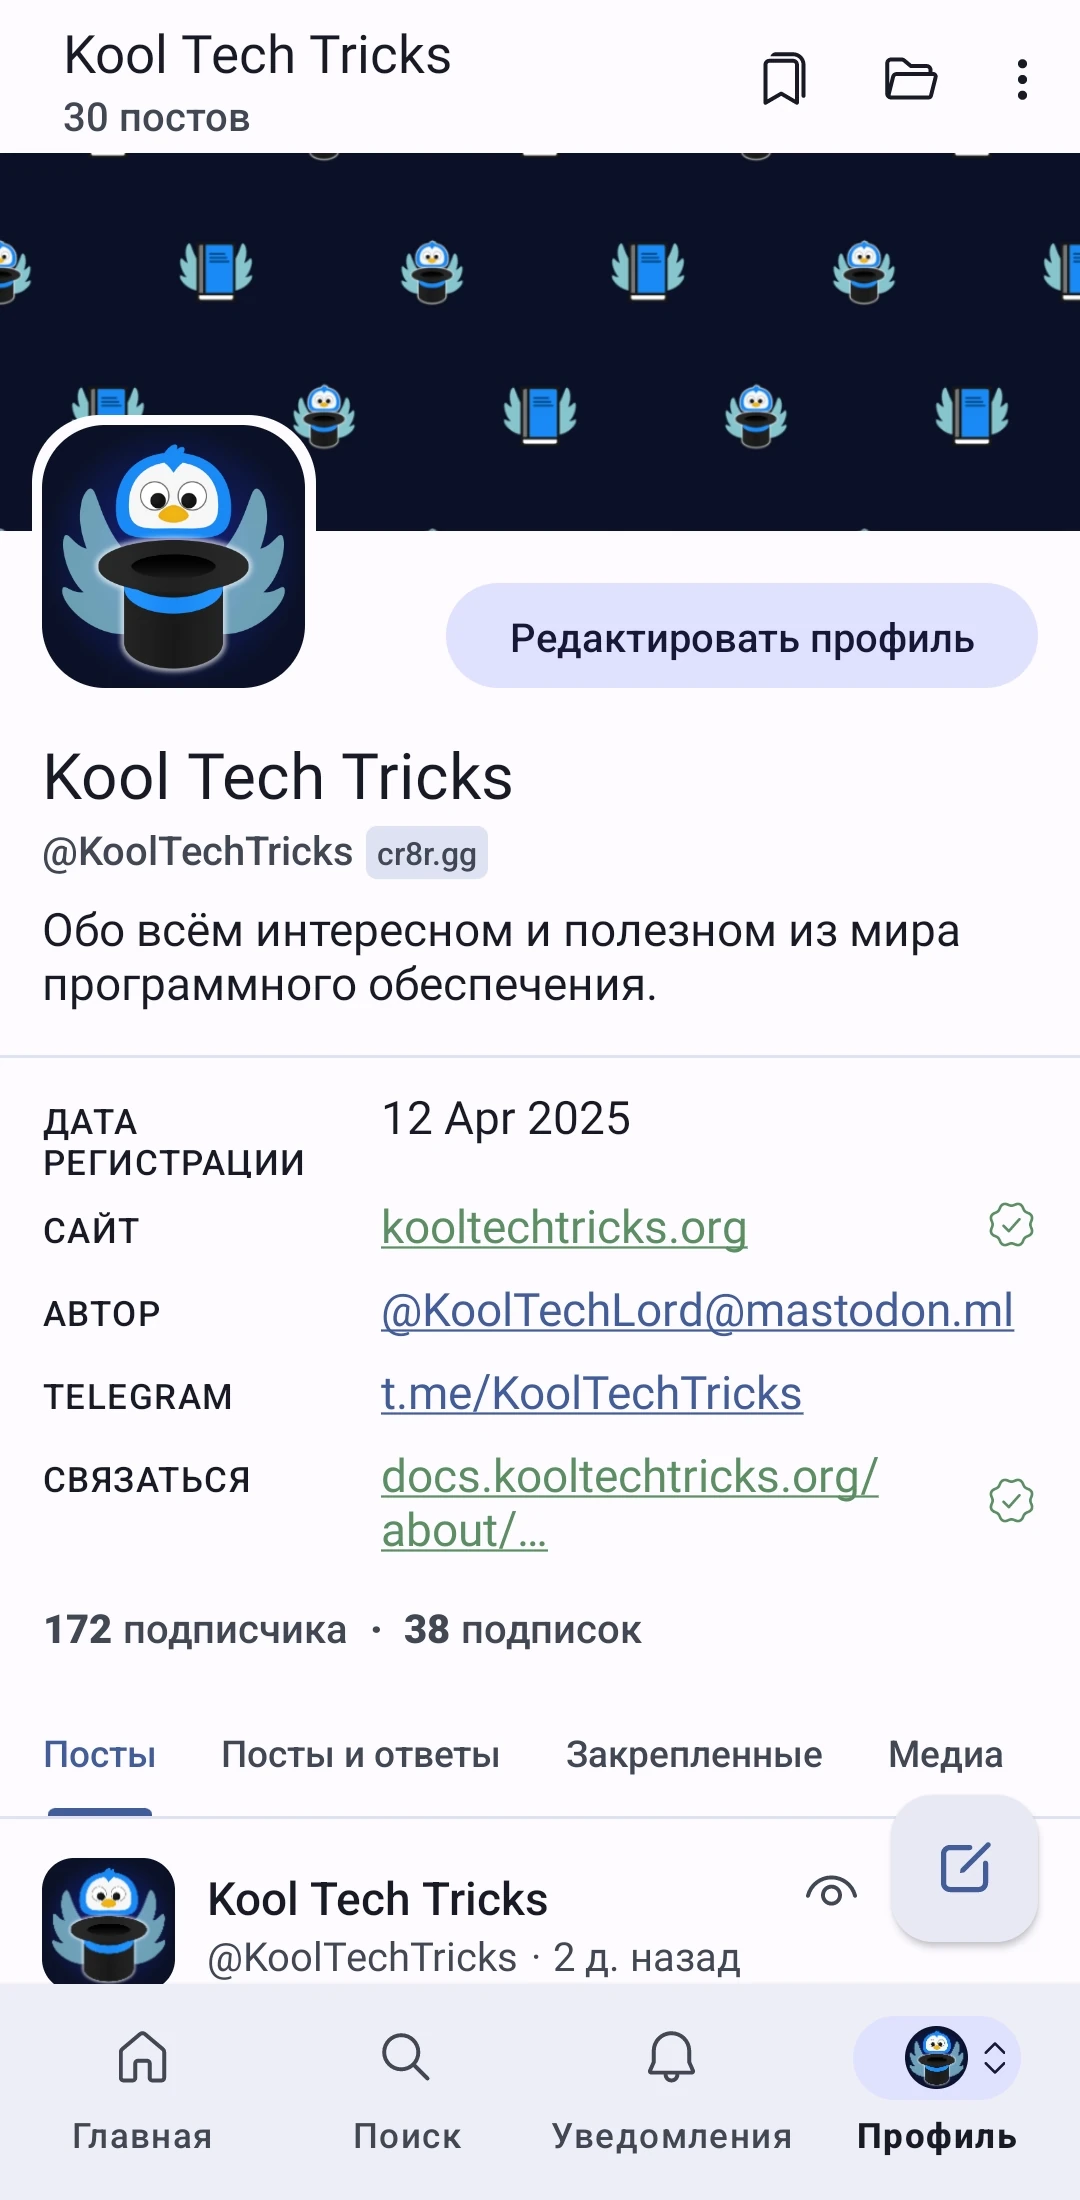 Kool Tech Tricks
30 постов
Редактировать профиль
Kool Tech Tricks
@KoolTechTricks cr8r.gg
Обо всём интересном и полезном из мира
программного обеспечения.
ДАТА РЕГИСТРАЦИИ 12 Apr 2025
САЙТ kooltechtricks.org
АВТОР @KoolTechLord@mastodon.ml
TELEGRAM t.me/KoolTechTricks
СВЯЗАТЬСЯ docs.kooltechtricks.org/
about/…
172 подписчика · 38 подписок
Посты Посты и ответы Закрепленные Медиа
Kool Tech Tricks
@KoolTechTricks · 2 д. назад
Главная Поиск Уведомления Профиль